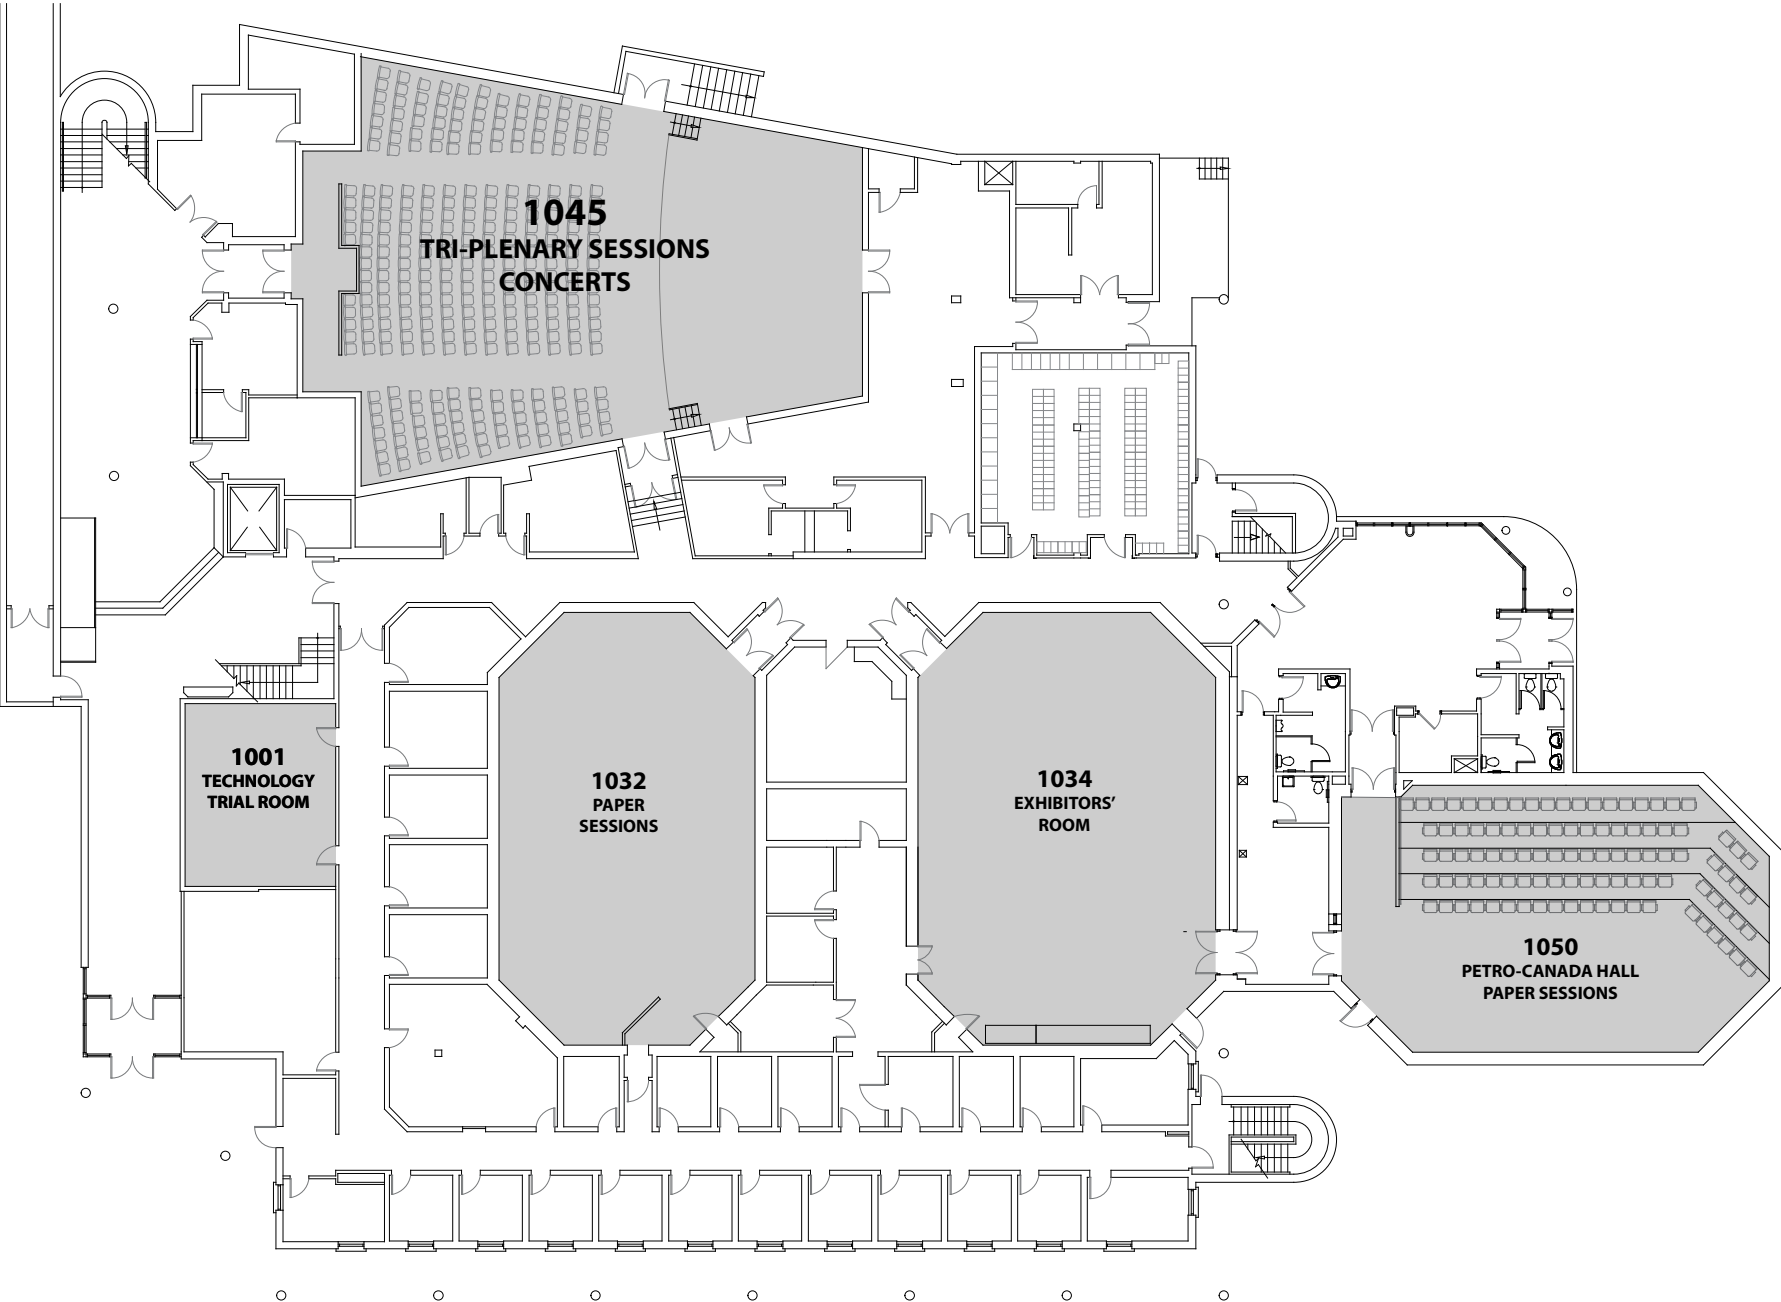 1045
TRI-PLENARY SESSIONS
CONCERTS
1001
TECHNOLOGY
TRIAL ROOM
1032
PAPER
SESSIONS
1034
EXHIBITORS’
ROOM
1050
PETRO-CANADA HALL
PAPER SESSIONS